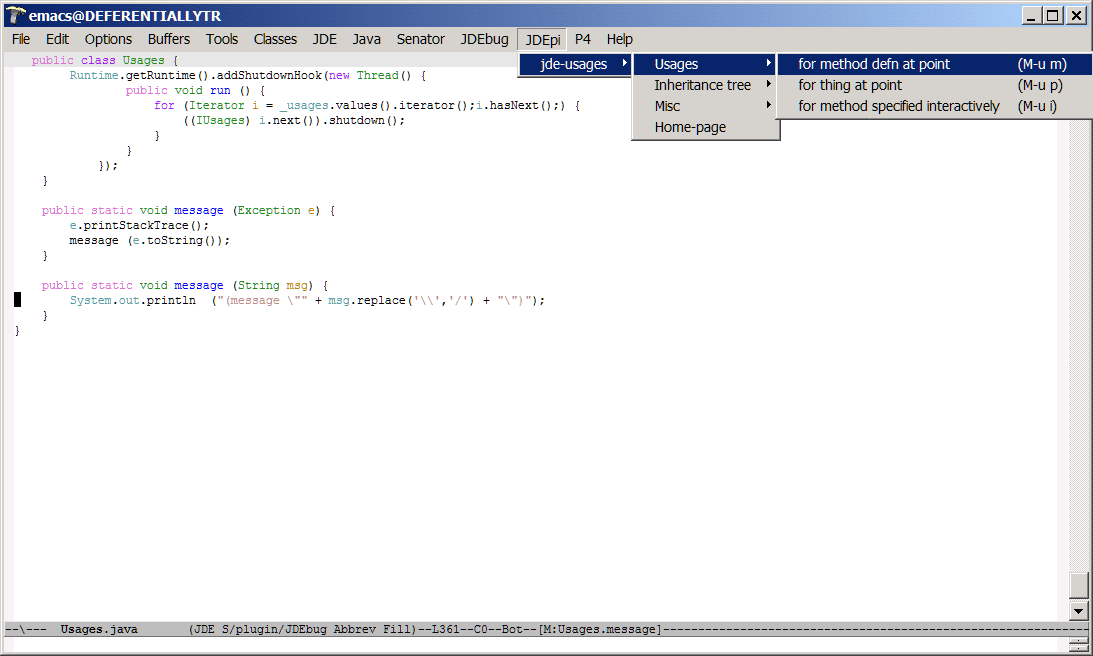 emacs@DEFERENTIALLYTR
File Edit Options Buffers Tools Classes JDE Java Senator JDEbug JDEpi P4 Help
jde-usages
Usages
Inheritance tree
Misc
Home-page
for method defn at point (M-u m)
for thing at point (M-u p)
for method specified interactively (M-u i)
public class Usages {
Runtime.getRuntime().addShutdownHook(new Thread() {
public void run () {
for (Iterator i = _usages.values().iterator();i.hasNext();) {
((IUsages) i.next()).shutdown();
}
}
});
}
public static void message (Exception e) {
e.printStackTrace();
message (e.toString());
}
public static void message (String msg) {
System.out.println  ("(message \"" + msg.replace('\\','/') + "\")");
}
}
--\---  Usages.java       (JDE S/plugin/JDEbug Abbrev Fill)--L361--C0--Bot--[M:Usages.message]-------------------------------------------------------------